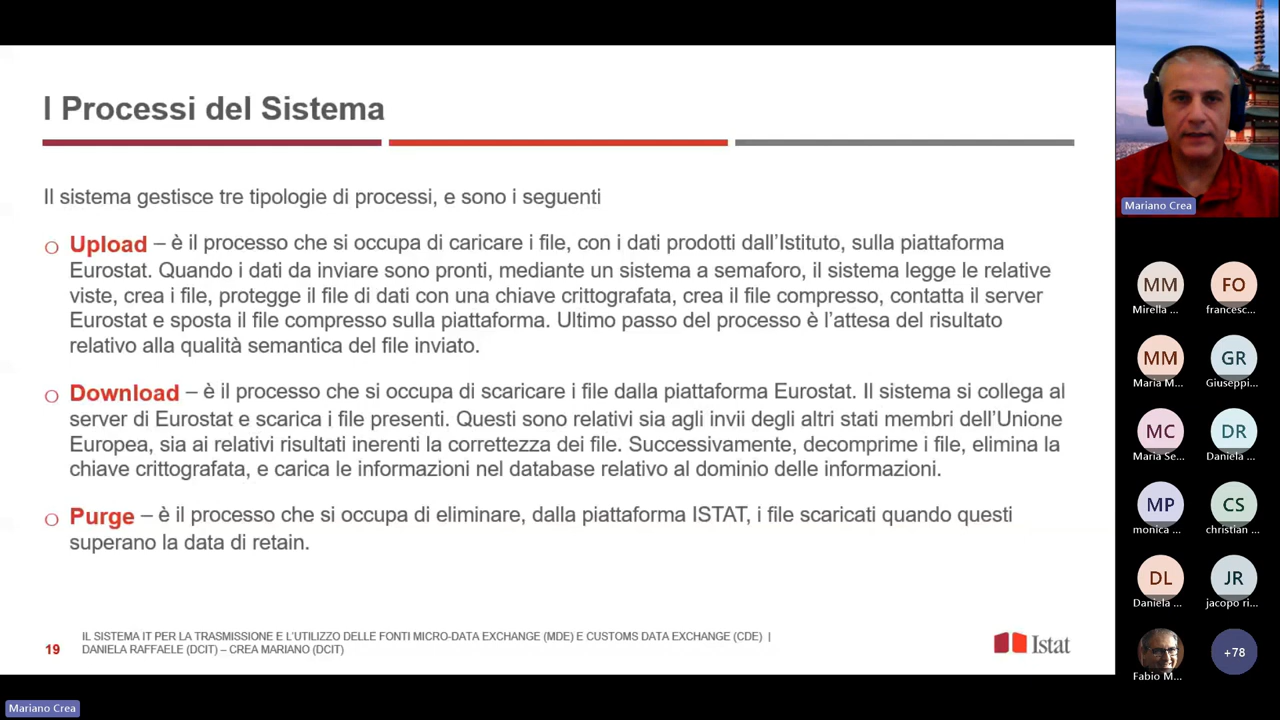 I Processi del Sistema
Il sistema gestisce tre tipologie di processi, e sono i seguenti
Upload – è il processo che si occupa di caricare i file, con i dati prodotti dall'Istituto, sulla piattaforma
Eurostat. Quando i dati da inviare sono pronti, mediante un sistema a semaforo, il sistema legge le relative
viste, crea i file, protegge il file di dati con una chiave crittografata, crea il file compresso, contatta il server
Eurostat e sposta il file compresso sulla piattaforma. Ultimo passo del processo è l'attesa del risultato
relativo alla qualità semantica del file inviato.
Download – è il processo che si occupa di scaricare i file dalla piattaforma Eurostat. Il sistema si collega al
server di Eurostat e scarica i file presenti. Questi sono relativi sia agli invii degli altri stati membri dell'Unione
Europea, sia ai relativi risultati inerenti la correttezza dei file. Successivamente, decomprime i file, elimina la
chiave crittografata, e carica le informazioni nel database relativo al dominio delle informazioni.
Purge – è il processo che si occupa di eliminare, dalla piattaforma ISTAT, i file scaricati quando questi
superano la data di retain.
19
IL SISTEMA IT PER LA TRASMISSIONE E L'UTILIZZO DELLE FONTI MICRO-DATA EXCHANGE (MDE) E CUSTOMS DATA EXCHANGE (CDE) |
DANIELA RAFFAELE (DCIT) – CREA MARIANO (DCIT)
Istat
Mariano Crea
MM
Mirella ...
FO
francesc...
MM
Maria M...
GR
Giuseppi...
MC
Maria Se...
DR
Daniela ...
MP
monica ...
CS
christian ...
DL
Daniela ...
JR
jacopo ri...
Fabio M...
+78
Mariano Crea